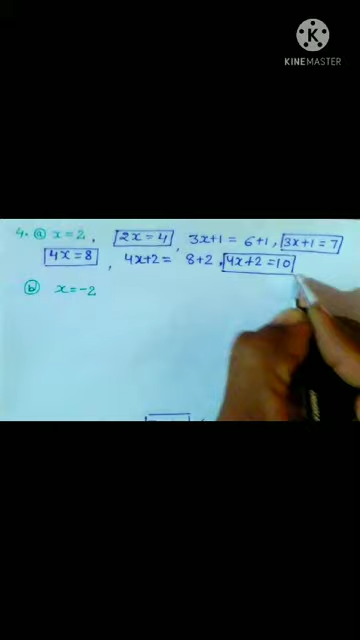 KINEMASTER
4. ⓐ x = 2, 2x = 4, 3x+1 = 6+1, 3x+1 = 7
4x = 8, 4x+2 = 8+2, 4x+2 = 10
ⓑ x = -2